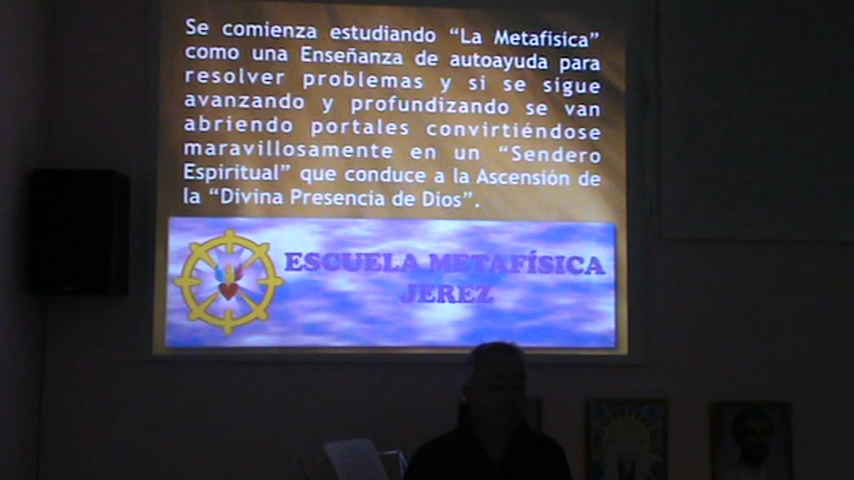 Se comienza estudiando “La Metafisica”
como una Enseñanza de autoayuda para
resolver problemas y si se sigue
avanzando y profundizando se van
abriendo portales convirtiéndose
maravillosamente en un “Sendero
Espiritual” que conduce a la Ascensión de
la “Divina Presencia de Dios”.
ESCUELA METAFÍSICA
JEREZ